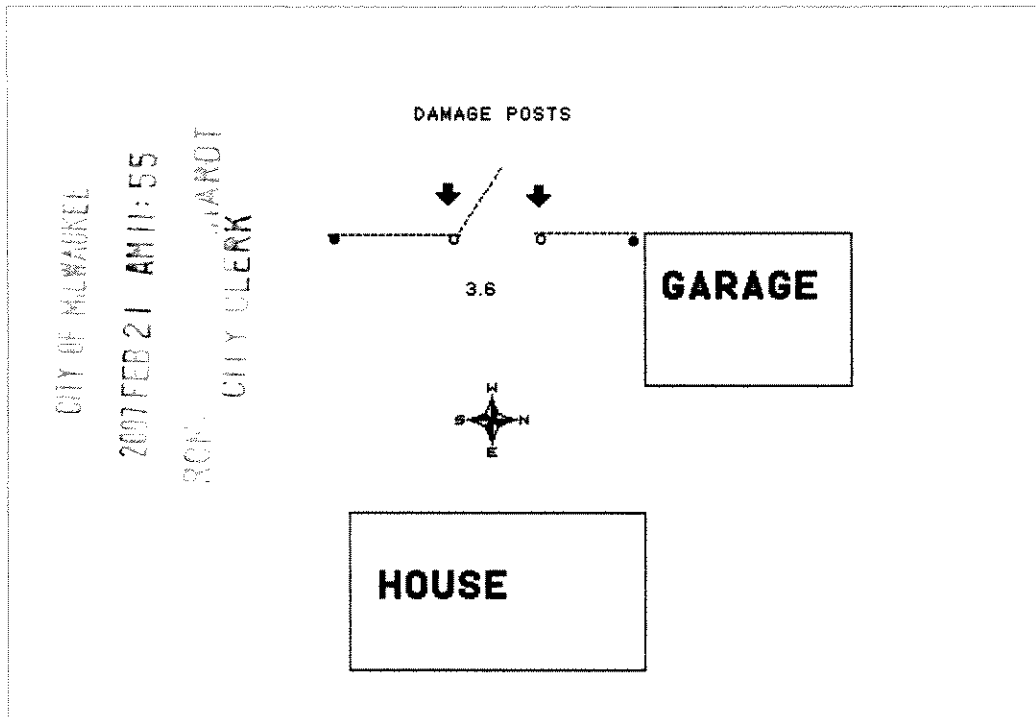 CITY OF MILWAUKEE
2007 FEB 21 AM 11:55
CITY CLERK
DAMAGE POSTS
3.6
GARAGE
W
S N
E
HOUSE